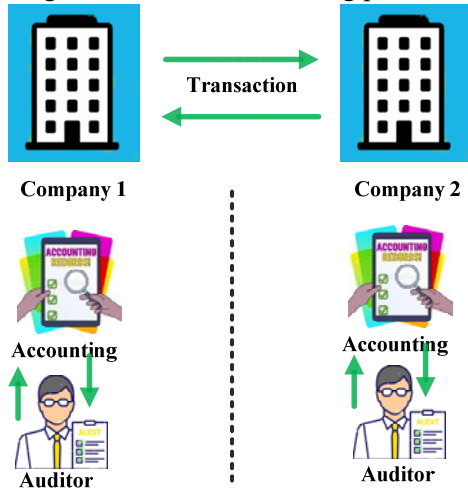 Transaction
Company 1
Company 2
ACCOUNTING
RECORDS!
ACCOUNTING
RECORDS!
Accounting
Accounting
AUDIT
AUDIT
Auditor
Auditor